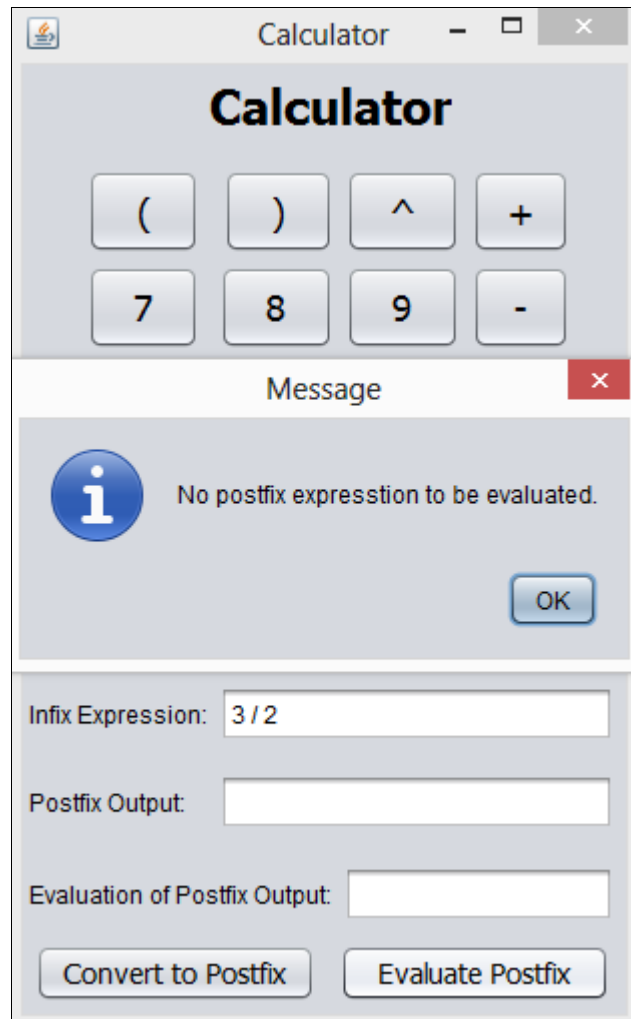 Calculator
Calculator
( ) ^ +
7 8 9 -
Message
No postfix expresstion to be evaluated.
OK
Infix Expression: 3 / 2
Postfix Output:
Evaluation of Postfix Output:
Convert to Postfix Evaluate Postfix